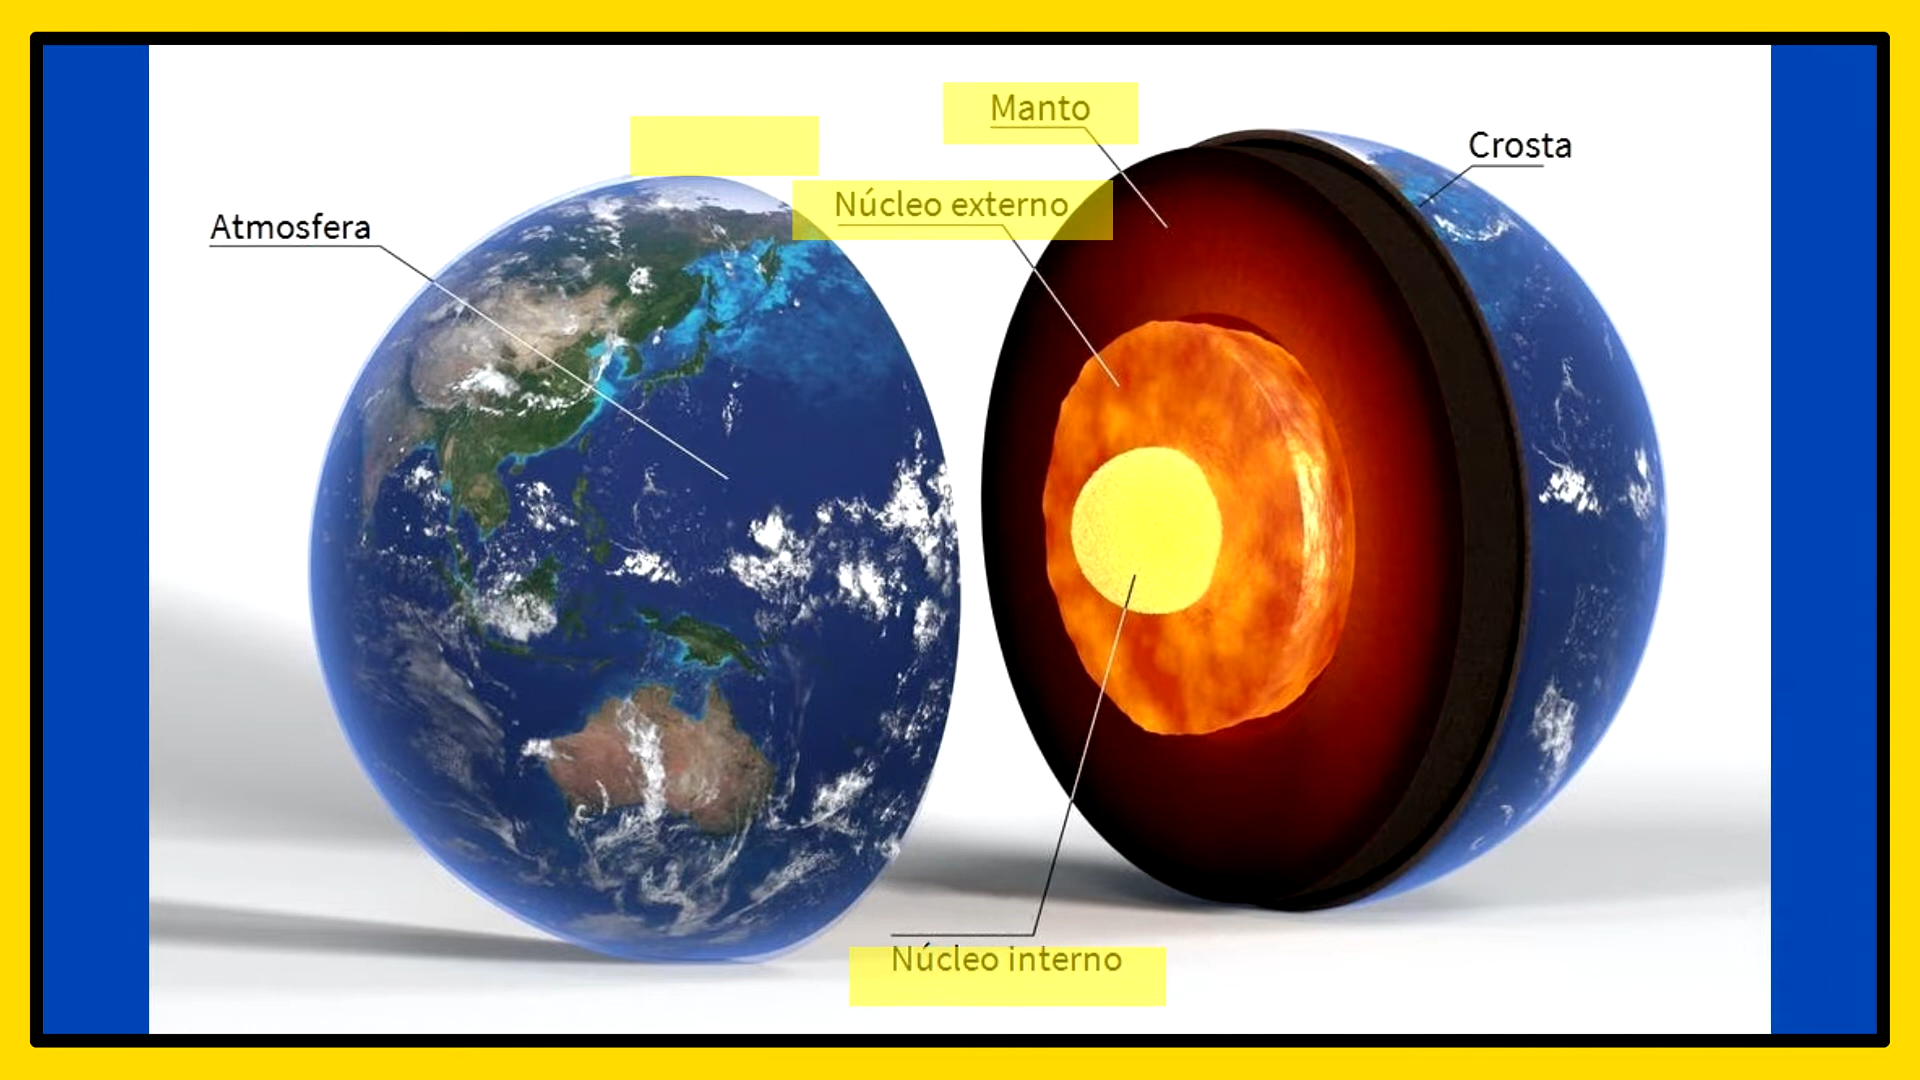 Manto
Crosta
Núcleo externo
Atmosfera
Núcleo interno